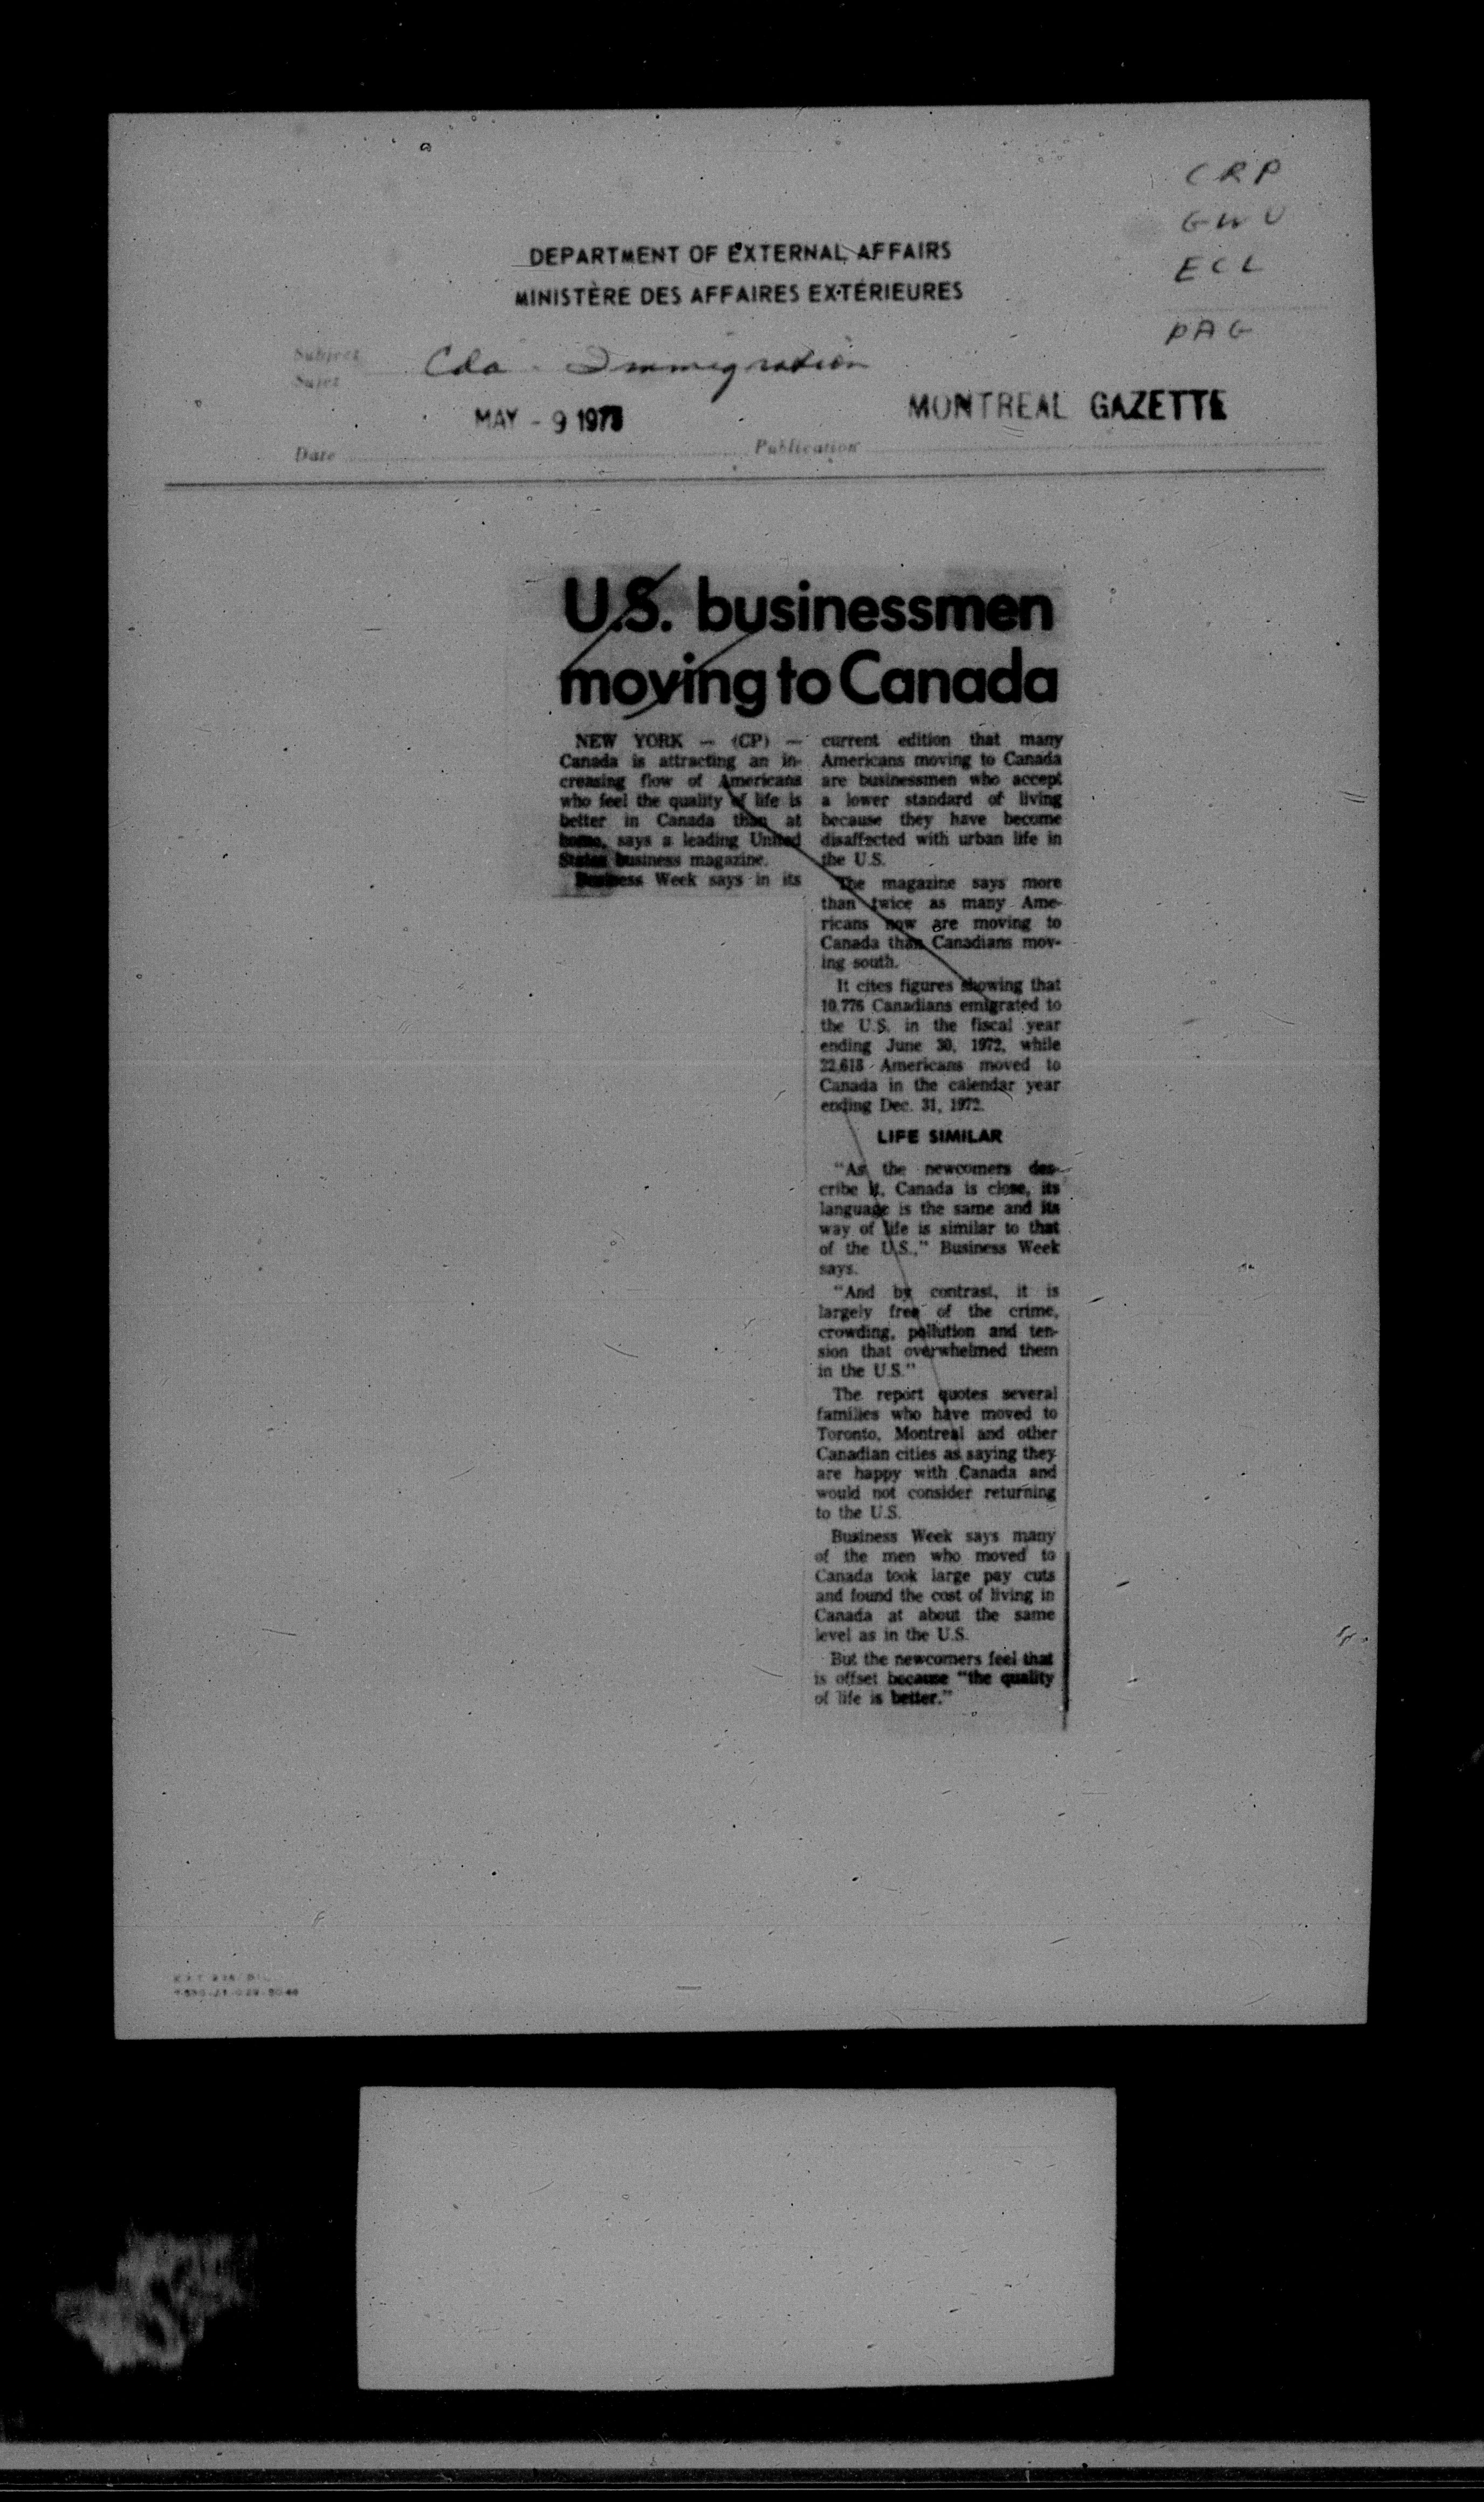 CRP
GWU
ECL
PAG
DEPARTMENT OF EXTERNAL AFFAIRS
MINISTÈRE DES AFFAIRES EXTÉRIEURES
Subject
Sujet
Cda - Immigration
MAY - 9 1973
MONTREAL GAZETTE
Date
Publication
U.S. businessmen
moving to Canada
NEW YORK — (CP) —
Canada is attracting an in-
creasing flow of Americans
who feel the quality of life is
better in Canada than at
home, says a leading United
States business magazine.
Business Week says in its
current edition that many
Americans moving to Canada
are businessmen who accept
a lower standard of living
because they have become
disaffected with urban life in
the U.S.
The magazine says more
than twice as many Ame-
ricans now are moving to
Canada than Canadians mov-
ing south.
It cites figures showing that
10,776 Canadians emigrated to
the U.S. in the fiscal year
ending June 30, 1972, while
22,618 Americans moved to
Canada in the calendar year
ending Dec. 31, 1972.
LIFE SIMILAR
"As the newcomers des-
cribe it, Canada is close, its
language is the same and its
way of life is similar to that
of the U.S.," Business Week
says.
"And by contrast, it is
largely free of the crime,
crowding, pollution and ten-
sion that overwhelmed them
in the U.S."
The report quotes several
families who have moved to
Toronto, Montreal and other
Canadian cities as saying they
are happy with Canada and
would not consider returning
to the U.S.
Business Week says many
of the men who moved to
Canada took large pay cuts
and found the cost of living in
Canada at about the same
level as in the U.S.
But the newcomers feel that
is offset because "the quality
of life is better."